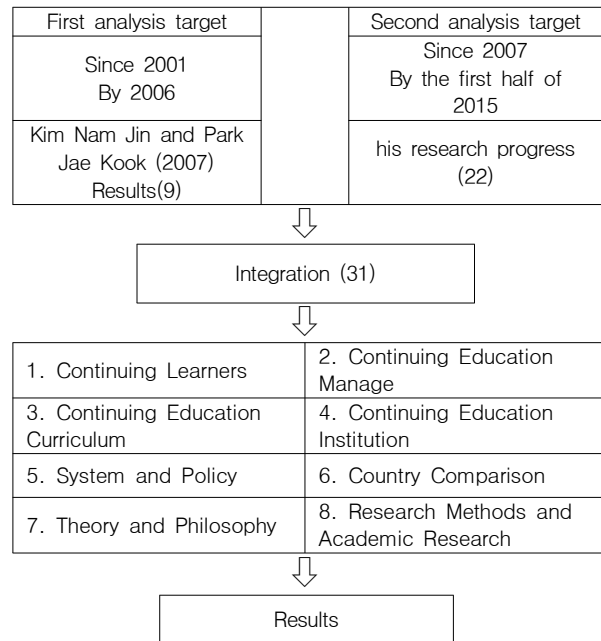 First analysis target
Second analysis target
Since 2001
By 2006
Since 2007
By the first half of
2015
Kim Nam Jin and Park
Jae Kook (2007)
Results(9)
his research progress
(22)
Integration (31)
1. Continuing Learners
2. Continuing Education
Manage
3. Continuing Education
Curriculum
4. Continuing Education
Institution
5. System and Policy
6. Country Comparison
7. Theory and Philosophy
8. Research Methods and
Academic Research
Results